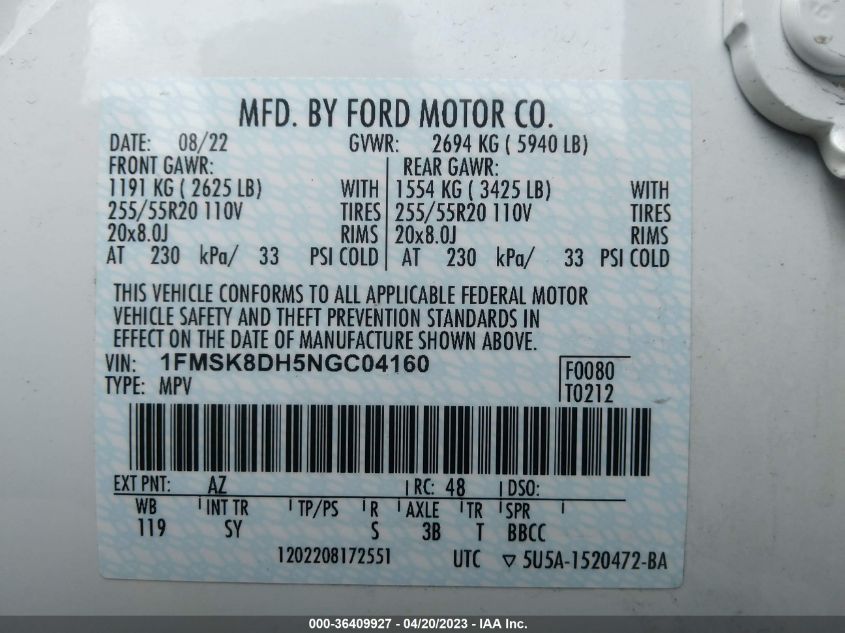 MFD. BY FORD MOTOR CO.
DATE: 08/22 GVWR: 2694 KG ( 5940 LB)
FRONT GAWR: REAR GAWR:
1191 KG ( 2625 LB) WITH 1554 KG ( 3425 LB) WITH
255/55R20 110V TIRES 255/55R20 110V TIRES
20x8.0J RIMS 20x8.0J RIMS
AT 230 kPa/ 33 PSI COLD AT 230 kPa/ 33 PSI COLD
THIS VEHICLE CONFORMS TO ALL APPLICABLE FEDERAL MOTOR
VEHICLE SAFETY AND THEFT PREVENTION STANDARDS IN
EFFECT ON THE DATE OF MANUFACTURE SHOWN ABOVE.
VIN: 1FMSK8DH5NGC04160 F0080
TYPE: MPV T0212
EXT PNT: AZ RC: 48 DSO:
WB INT TR TP/PS R AXLE TR SPR
119 SY S 3B T BBCC
1202208172551 UTC ▽ 5U5A-1520472-BA
000-36409927 - 04/20/2023 - IAA Inc.